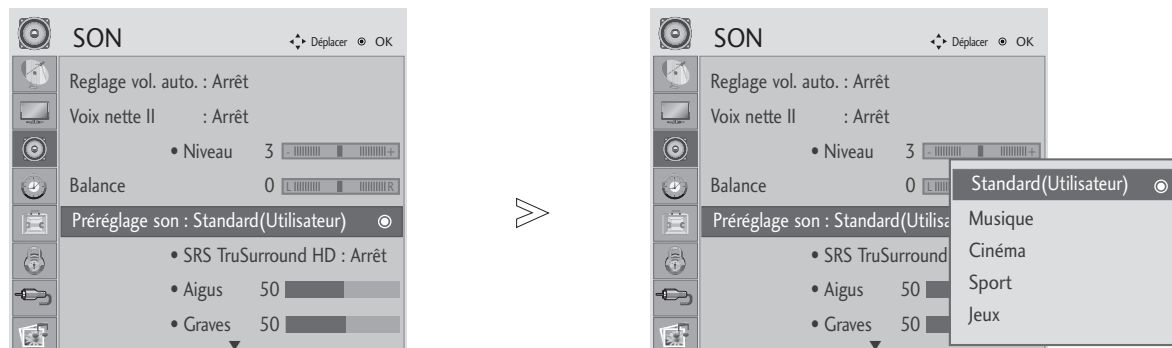 SON
Déplacer OK
Reglage vol. auto. : Arrêt
Voix nette II : Arrêt
• Niveau 3 - +
Balance 0 L R
Préréglage son : Standard(Utilisateur)
• SRS TruSurround HD : Arrêt
• Aigus 50
• Graves 50
SON
Déplacer OK
Reglage vol. auto. : Arrêt
Voix nette II : Arrêt
• Niveau 3 - +
Balance 0 L
Préréglage son : Standard(Utilisa
• SRS TruSurround
• Aigus 50
• Graves 50
Standard(Utilisateur)
Musique
Cinéma
Sport
Jeux